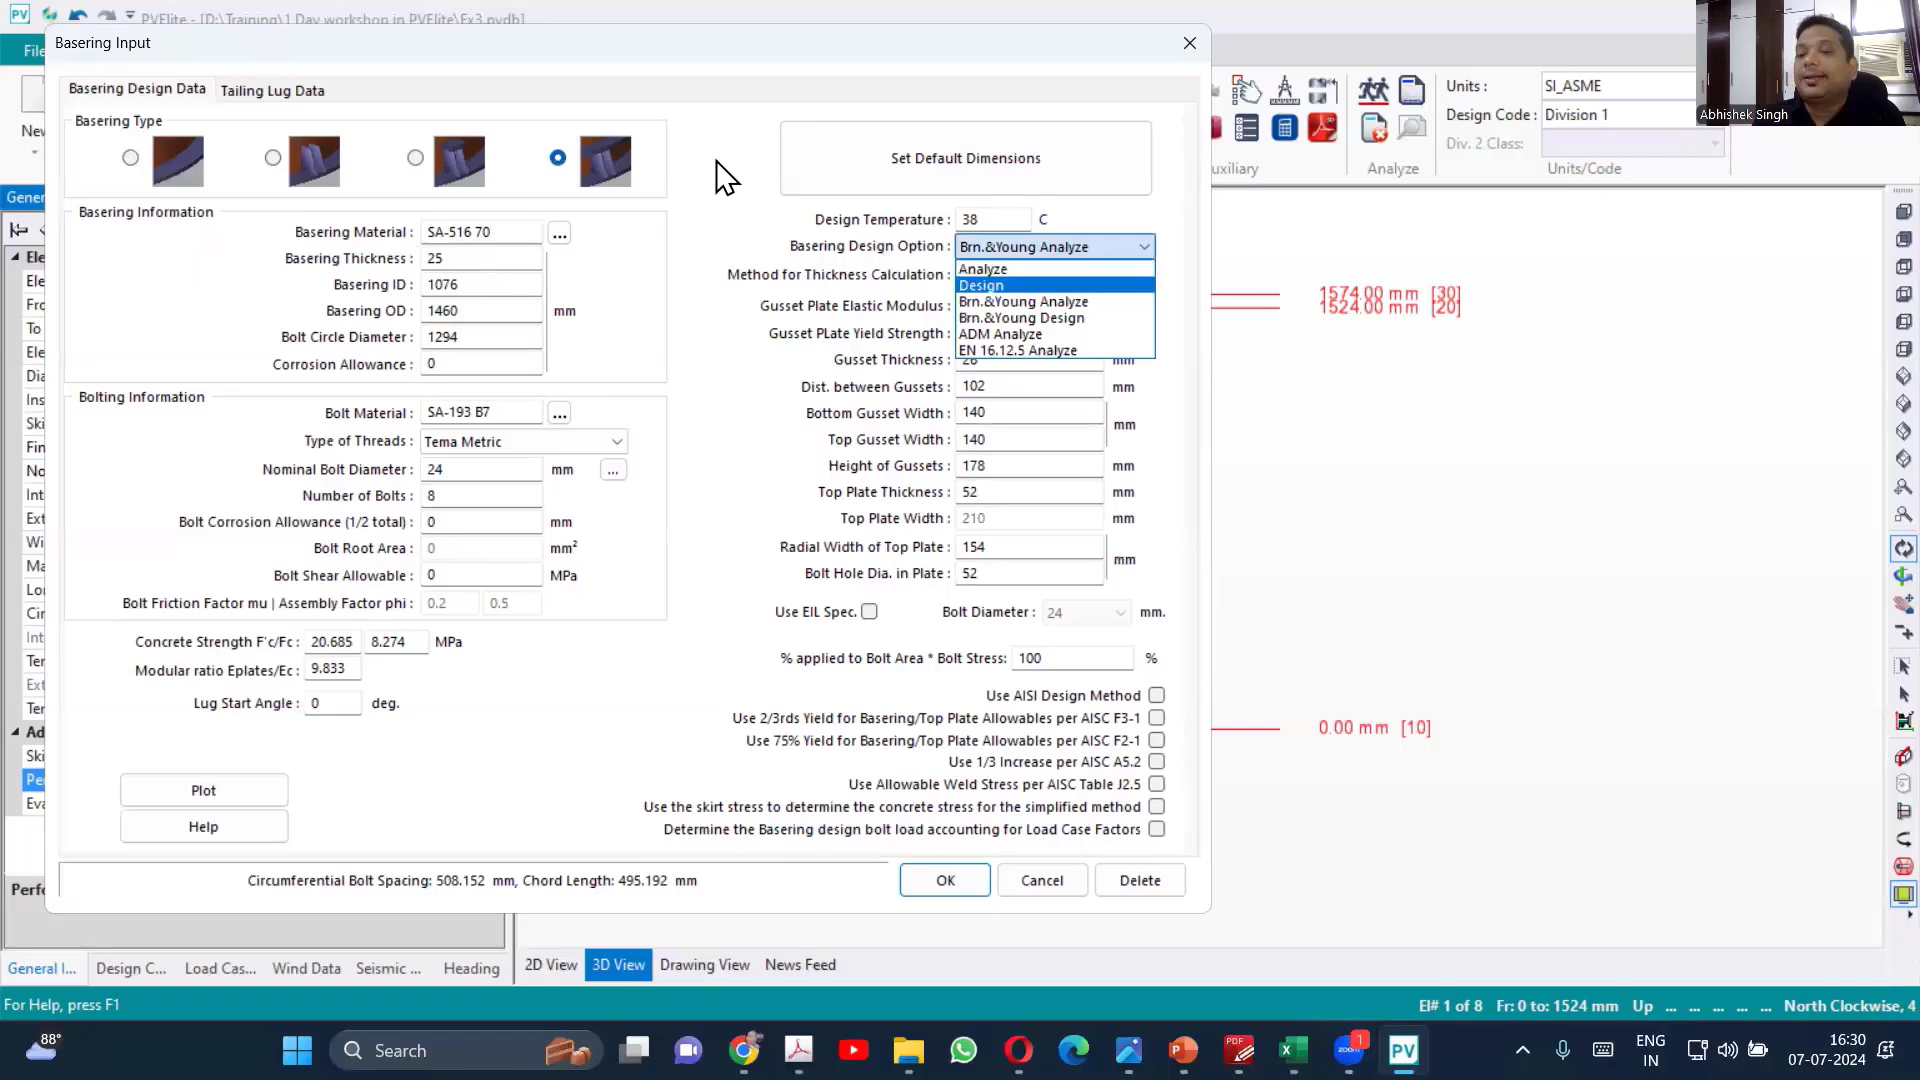 PV PVElite - [D:\Training\1 Day workshop in PVElite\Ex3.pvdb]
Basering Input
File
Basering Design Data Tailing Lug Data
Basering Type
Set Default Dimensions
Units : SI_ASME
Design Code : Division 1
Div. 2 Class:
Analyze Units/Code
Abhishek Singh
Basering Information
Basering Material : SA-516 70 ...
Basering Thickness : 25
Basering ID : 1076
Basering OD : 1460 mm
Bolt Circle Diameter : 1294
Corrosion Allowance : 0
Bolting Information
Bolt Material : SA-193 B7 ...
Type of Threads : Tema Metric
Nominal Bolt Diameter : 24 mm ...
Number of Bolts : 8
Bolt Corrosion Allowance (1/2 total) : 0 mm
Bolt Root Area : 0 mm²
Bolt Shear Allowable : 0 MPa
Bolt Friction Factor mu | Assembly Factor phi : 0.2 0.5
Concrete Strength F'c/Fc : 20.685 8.274 MPa
Modular ratio Eplates/Ec : 9.833
Lug Start Angle : 0 deg.
Plot
Help
Design Temperature : 38 C
Basering Design Option : Brn.&Young Analyze
Analyze
Design
Brn.&Young Analyze
Brn.&Young Design
ADM Analyze
EN 16.12.5 Analyze
Method for Thickness Calculation :
Gusset Plate Elastic Modulus :
Gusset PLate Yield Strength :
Gusset Thickness : mm
Dist. between Gussets : 102 mm
Bottom Gusset Width : 140
mm
Top Gusset Width : 140
Height of Gussets : 178 mm
Top Plate Thickness : 52 mm
Top Plate Width : 210 mm
Radial Width of Top Plate : 154
mm
Bolt Hole Dia. in Plate : 52
Use EIL Spec. Bolt Diameter : 24 mm.
% applied to Bolt Area * Bolt Stress: 100 %
Use AISI Design Method
Use 2/3rds Yield for Basering/Top Plate Allowables per AISC F3-1
Use 75% Yield for Basering/Top Plate Allowables per AISC F2-1
Use 1/3 Increase per AISC A5.2
Use Allowable Weld Stress per AISC Table J2.5
Use the skirt stress to determine the concrete stress for the simplified method
Determine the Basering design bolt load accounting for Load Case Factors
Circumferential Bolt Spacing: 508.152 mm, Chord Length: 495.192 mm
OK Cancel Delete
1574.00 mm [30]
1524.00 mm [20]
0.00 mm [10]
General I... Design C... Load Cas... Wind Data Seismic ... Heading
2D View 3D View Drawing View News Feed
For Help, press F1
El# 1 of 8 Fr: 0 to: 1524 mm Up ... ... ... ... North Clockwise, 4
88°
Search
zoom 1
PDF
PV
ENG
IN
16:30
07-07-2024